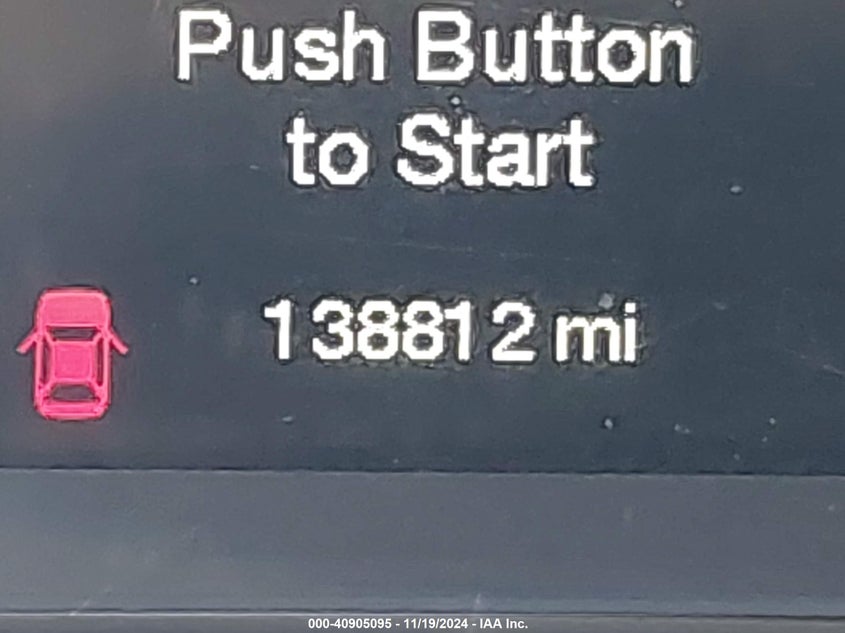 Push Button
to Start
138812 mi
000-40905095 - 11/19/2024 - IAA Inc.